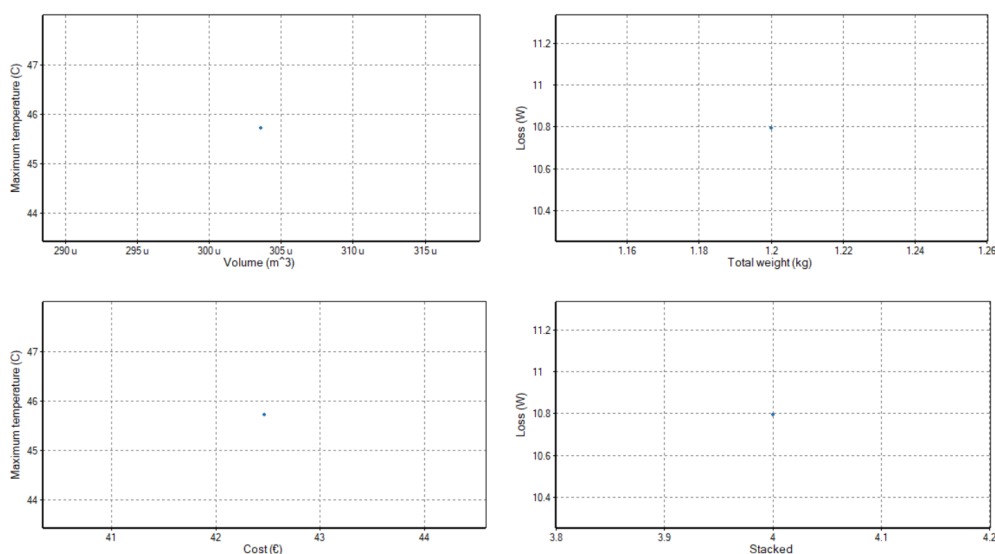 Maximum temperature (C)
47
46
45
44
290 u 295 u 300 u 305 u 310 u 315 u
Volume (m^3)
Loss (W)
11.2
11
10.8
10.6
10.4
1.16 1.18 1.2 1.22 1.24 1.26
Total weight (kg)
Maximum temperature (C)
47
46
45
44
41 42 43 44
Cost (€)
Loss (W)
11.2
11
10.8
10.6
10.4
3.8 3.9 4 4.1 4.2
Stacked